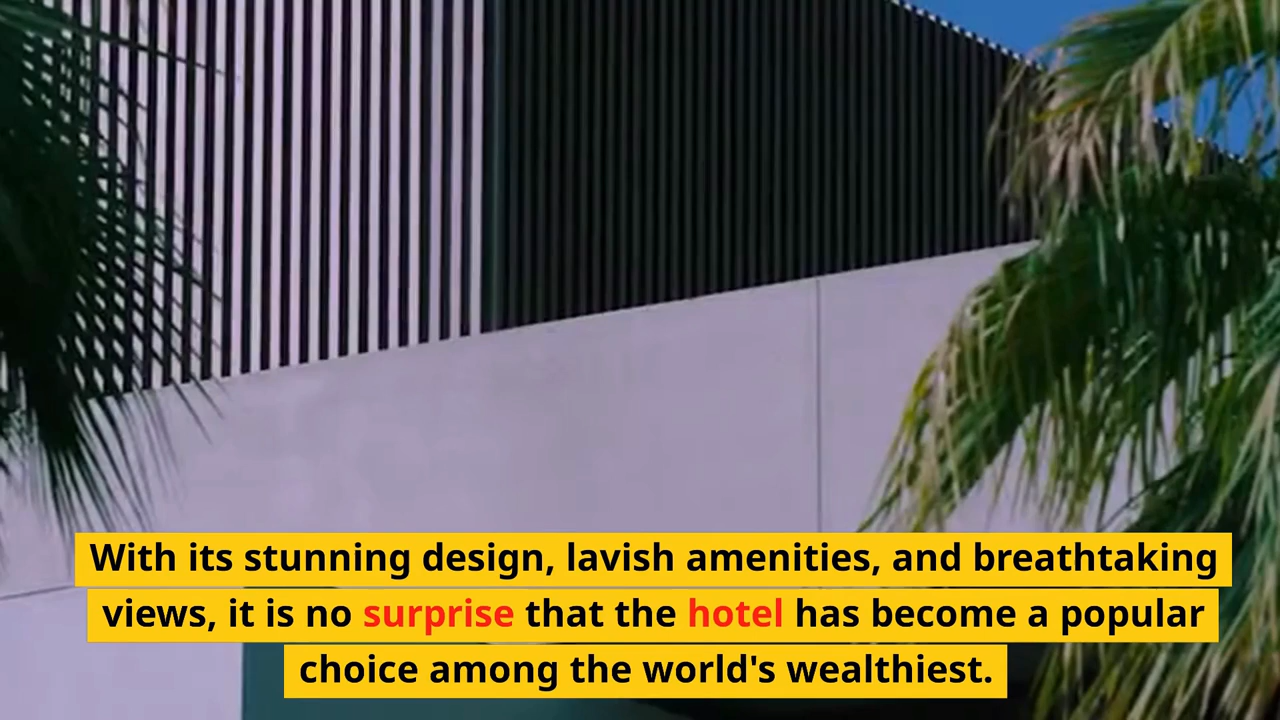 With its stunning design, lavish amenities, and breathtaking
views, it is no surprise that the hotel has become a popular
choice among the world's wealthiest.